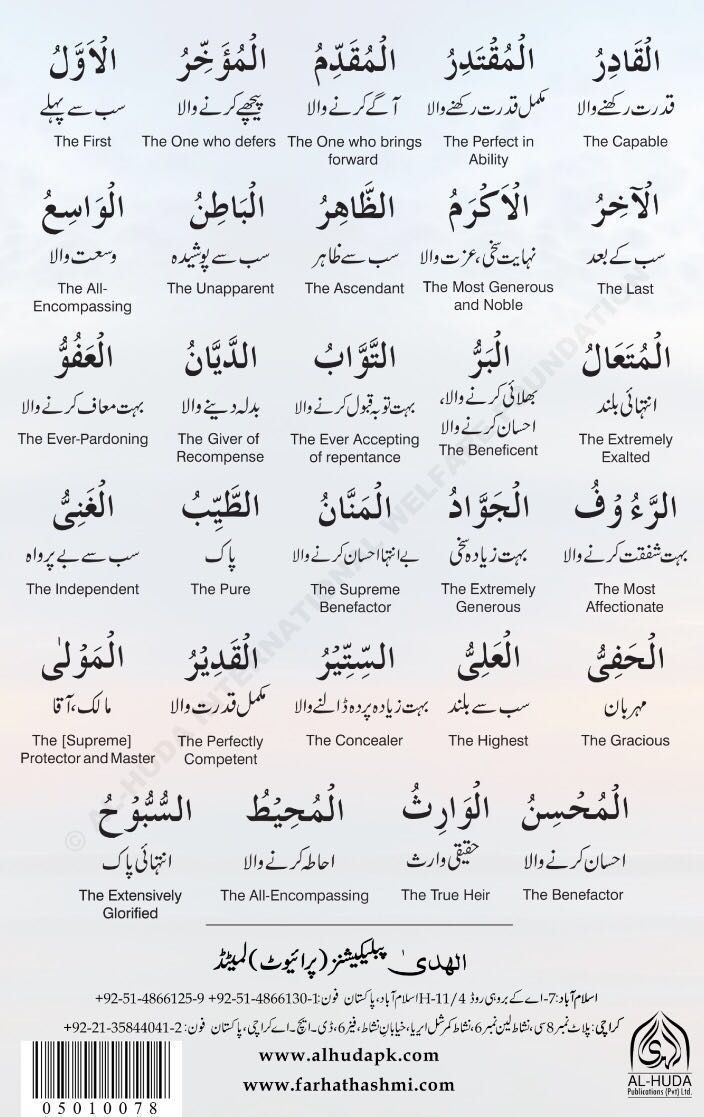 الْقَادِرُ الْمُقْتَدِرُ الْمُقَدِّمُ الْمُؤَخِّرُ الْاَوَّلُ
قدرت رکھنے والا مکمل قدرت رکھنے والا آگے کرنے والا پیچھے کرنے والا سب سے پہلے
The First The One who defers The One who brings The Perfect in The Capable
forward Ability
الْآخِرُ الْاَكْرَمُ الظَّاهِرُ الْبَاطِنُ الْوَاسِعُ
سب کے بعد نہایت سخی، عزت والا سب سے ظاہر سب سے پوشیدہ وسعت والا
The All- The Unapparent The Ascendant The Most Generous The Last
Encompassing and Noble
الْمُتَعَالُ الْبَرُّ التَّوَّابُ الدَّيَّانُ الْعَفُوُّ
انتہائی بلند بھلائی کرنے والا، بہت توبہ قبول کرنے والا بدلہ دینے والا بہت معاف کرنے والا
احسان کرنے والا
The Ever-Pardoning The Giver of The Ever Accepting The Beneficent The Extremely
Recompense of repentance Exalted
الرَّءُوْفُ الْجَوَّادُ الْمَنَّانُ الطَّيِّبُ الْغَنِىُّ
بہت شفقت کرنے والا بہت زیادہ سخی بے انتہا احسان کرنے والا پاک سب سے بے پرواہ
The Independent The Pure The Supreme The Extremely The Most
Benefactor Generous Affectionate
الْحَفِىُّ الْعَلِىُّ السِّتِّيْرُ الْقَدِيْرُ الْمَوْلٰى
مہربان سب سے بلند بہت زیادہ پردہ ڈالنے والا مکمل قدرت والا مالک، آقا
The [Supreme] The Perfectly The Concealer The Highest The Gracious
Protector and Master Competent
الْمُحْسِنُ الْوَارِثُ الْمُحِيْطُ السُّبُّوْحُ
احسان کرنے والا حقیقی وارث احاطہ کرنے والا انتہائی پاک
The Extensively The All-Encompassing The True Heir The Benefactor
Glorified
الھدیٰ پبلیکیشنز (پرائیوٹ) لمیٹڈ
اسلام آباد: 7-اے کے بروہی روڈ H-11/4 اسلام آباد، پاکستان فون: +92-51-4866130-1 +92-51-4866125-9
کراچی: پلاٹ نمبر 8سی، نشاط لین نمبر 6، نشاط کمرشل ایریا، خیابانِ نشاط، فیز 6، ڈی۔ایچ۔اے کراچی، پاکستان فون: +92-21-35844041-2
www.alhudapk.com
www.farhathashmi.com
05010078
الھدیٰ
AL-HUDA
Publications (Pvt) Ltd.
© AL-HUDA INTERNATIONAL WELFARE FOUNDATION